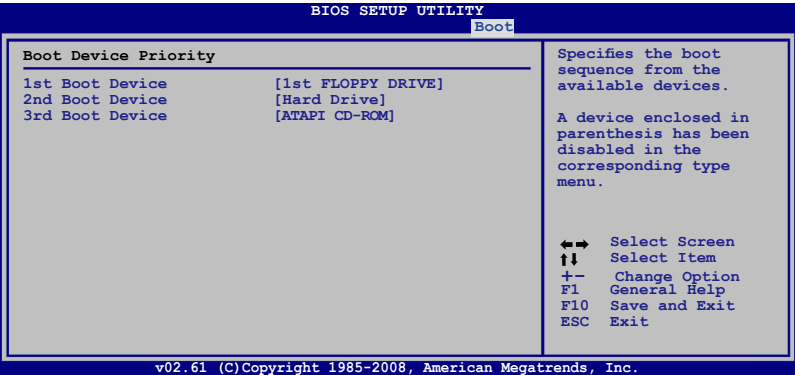 BIOS SETUP UTILITY
Boot
Boot Device Priority
1st Boot Device [1st FLOPPY DRIVE]
2nd Boot Device [Hard Drive]
3rd Boot Device [ATAPI CD-ROM]
Specifies the boot
sequence from the
available devices.
A device enclosed in
parenthesis has been
disabled in the
corresponding type
menu.
←→ Select Screen
↑↓ Select Item
+- Change Option
F1 General Help
F10 Save and Exit
ESC Exit
v02.61 (C)Copyright 1985-2008, American Megatrends, Inc.